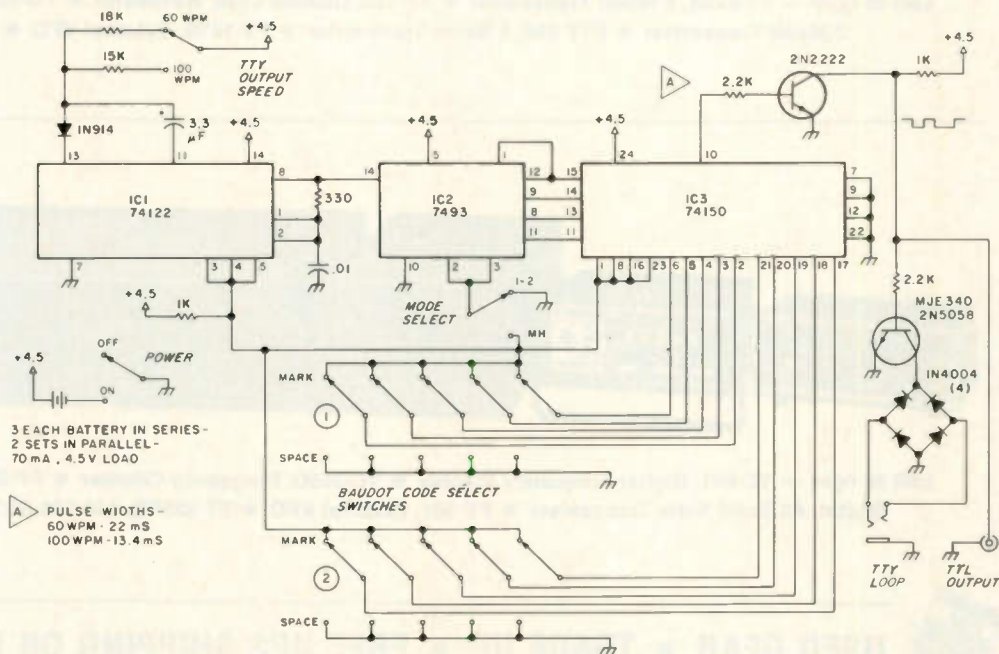 18K
60 WPM
+4.5
15K
100 WPM
TTY OUTPUT SPEED
1N914
+
3.3 µF
+4.5
13
11
14
IC1
74122
8
1
2
7
3
4
5
330
.01
+4.5
14
5
1
IC2
7493
12
9
8
11
10
2
3
+4.5
15
14
13
11
24
10
IC3
74150
7
9
12
22
1
8
16
23
6
5
4
3
2
21
20
19
18
17
A
2.2K
2N2222
1K
+4.5
2.2K
MJE 340
2N5058
1N4004
(4)
+4.5
1K
MODE SELECT
1-2
MH
+4.5
OFF
POWER
ON
3 EACH BATTERY IN SERIES-
2 SETS IN PARALLEL-
70 mA, 4.5V LOAD
A
PULSE WIDTHS-
60 WPM - 22 mS
100 WPM - 13.4 mS
MARK
1
SPACE
BAUDOT CODE SELECT SWITCHES
MARK
2
SPACE
TTY LOOP
TTL OUTPUT